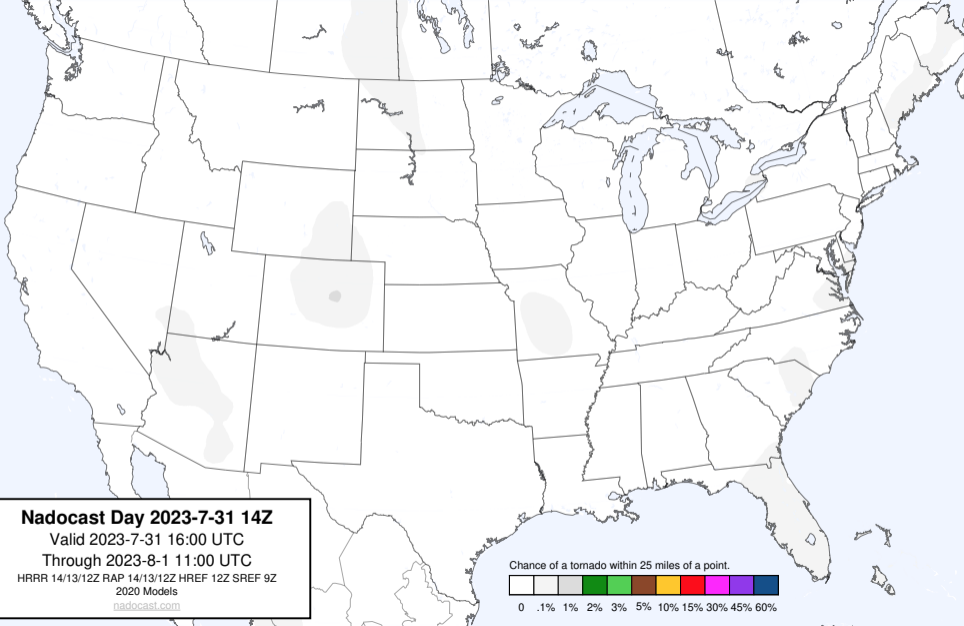 Nadocast Day 2023-7-31 14Z
Valid 2023-7-31 16:00 UTC
Through 2023-8-1 11:00 UTC
HRRR 14/13/12Z RAP 14/13/12Z HREF 12Z SREF 9Z
2020 Models
nadocast.com
Chance of a tornado within 25 miles of a point.
0 .1% 1% 2% 3% 5% 10% 15% 30% 45% 60%